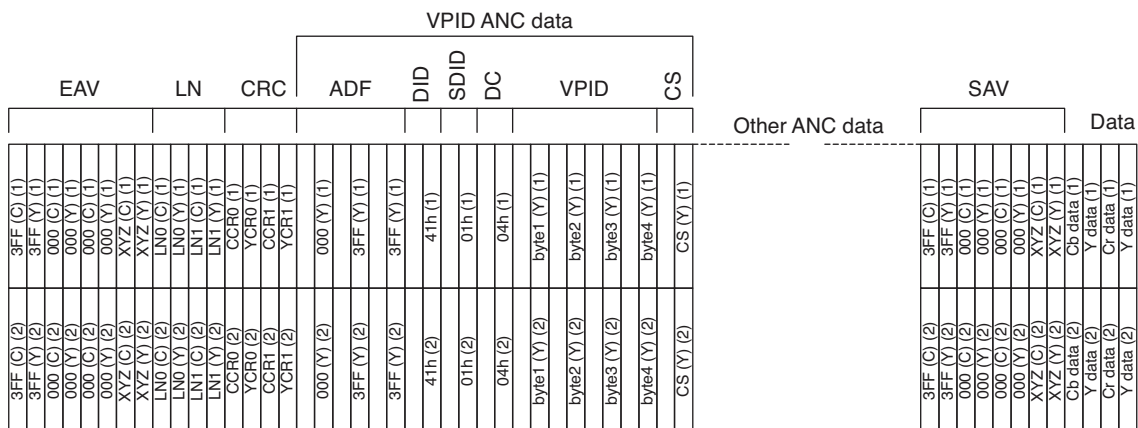 VPID ANC data
EAV
LN
CRC
ADF
DID
SDID
DC
VPID
CS
Other ANC data
SAV
Data
3FF (C) (1)
3FF (Y) (1)
000 (C) (1)
000 (Y) (1)
000 (C) (1)
000 (Y) (1)
XYZ (C) (1)
XYZ (Y) (1)
LN0 (C) (1)
LN0 (Y) (1)
LN1 (C) (1)
LN1 (Y) (1)
CCR0 (1)
YCR0 (1)
CCR1 (1)
YCR1 (1)
000 (Y) (1)
3FF (Y) (1)
3FF (Y) (1)
41h (1)
01h (1)
04h (1)
byte1 (Y) (1)
byte2 (Y) (1)
byte3 (Y) (1)
byte4 (Y) (1)
CS (Y) (1)
3FF (C) (1)
3FF (Y) (1)
000 (C) (1)
000 (C) (1)
000 (C) (1)
000 (Y) (1)
XYZ (C) (1)
XYZ (Y) (1)
Cb data (1)
Y data (1)
Cr data (1)
Y data (1)
3FF (C) (2)
3FF (Y) (2)
000 (C) (2)
000 (Y) (2)
000 (C) (2)
000 (Y) (2)
XYZ (C) (2)
XYZ (Y) (2)
LN0 (C) (2)
LN0 (Y) (2)
LN1 (C) (2)
LN1 (Y) (2)
CCR0 (2)
YCR0 (2)
CCR1 (2)
YCR1 (2)
000 (Y) (2)
3FF (Y) (2)
3FF (Y) (2)
41h (2)
01h (2)
04h (2)
byte1 (Y) (2)
byte2 (Y) (2)
byte3 (Y) (2)
byte4 (Y) (2)
CS (Y) (2)
3FF (C) (2)
3FF (Y) (2)
000 (C) (2)
000 (Y) (2)
000 (C) (2)
000 (Y) (2)
XYZ (C) (2)
XYZ (Y) (2)
Cb data (2)
Y data (2)
Cr data (2)
Y data (2)